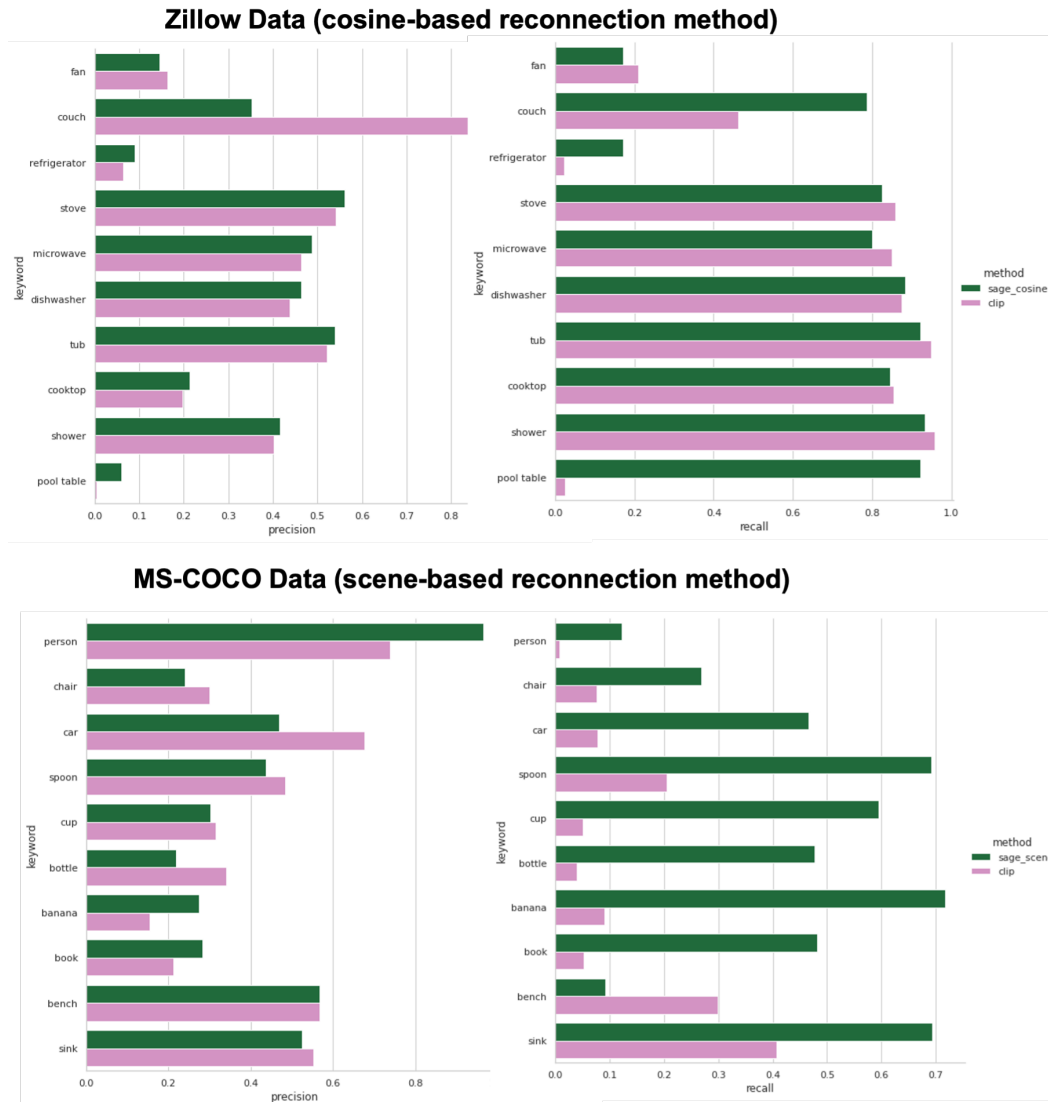 Zillow Data (cosine-based reconnection method)
fan
couch
refrigerator
stove
microwave
dishwasher
tub
cooktop
shower
pool table
keyword
0.0 0.1 0.2 0.3 0.4 0.5 0.6 0.7 0.8
precision
fan
couch
refrigerator
stove
microwave
dishwasher
tub
cooktop
shower
pool table
keyword
0.0 0.2 0.4 0.6 0.8 1.0
recall
method
sage_cosine
clip
MS-COCO Data (scene-based reconnection method)
person
chair
car
spoon
cup
bottle
banana
book
bench
sink
keyword
0.0 0.2 0.4 0.6 0.8
precision
person
chair
car
spoon
cup
bottle
banana
book
bench
sink
keyword
0.0 0.1 0.2 0.3 0.4 0.5 0.6 0.7
recall
method
sage_scen
clip